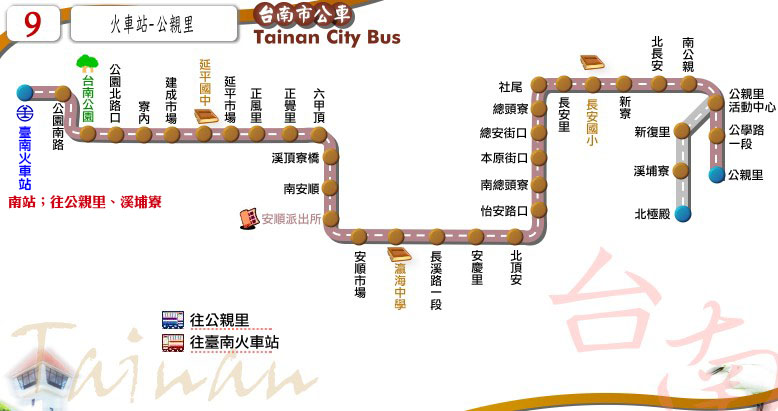 9
火車站-公親里
台南市公車
Tainan City Bus
臺南火車站
公園南路
台南公園
公園北路口
寮內
建成市場
延平國中
延平市場
正風里
正覺里
六甲頂
溪頂寮橋
南安順
安順派出所
安順市場
瀛海中學
長溪路一段
安慶里
北頂安
怡安路口
南總頭寮
本原街口
總安街口
總頭寮
社尾
長安里
長安國小
新寮
北長安
南公親
公親里
活動中心
公學路
一段
公親里
新復里
溪埔寮
北極殿
南站；往公親里、溪埔寮
往公親里
往臺南火車站
Tainan
台南